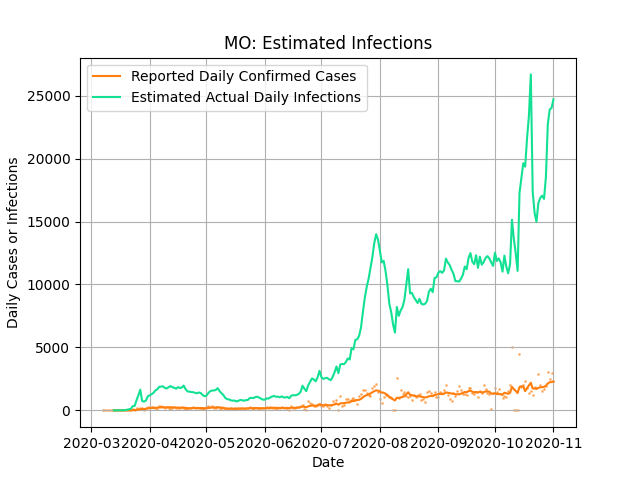 MO: Estimated Infections
Reported Daily Confirmed Cases
Estimated Actual Daily Infections
25000
20000
15000
10000
5000
0
Daily Cases or Infections
2020-03 2020-04 2020-05 2020-06 2020-07 2020-08 2020-09 2020-10 2020-11
Date